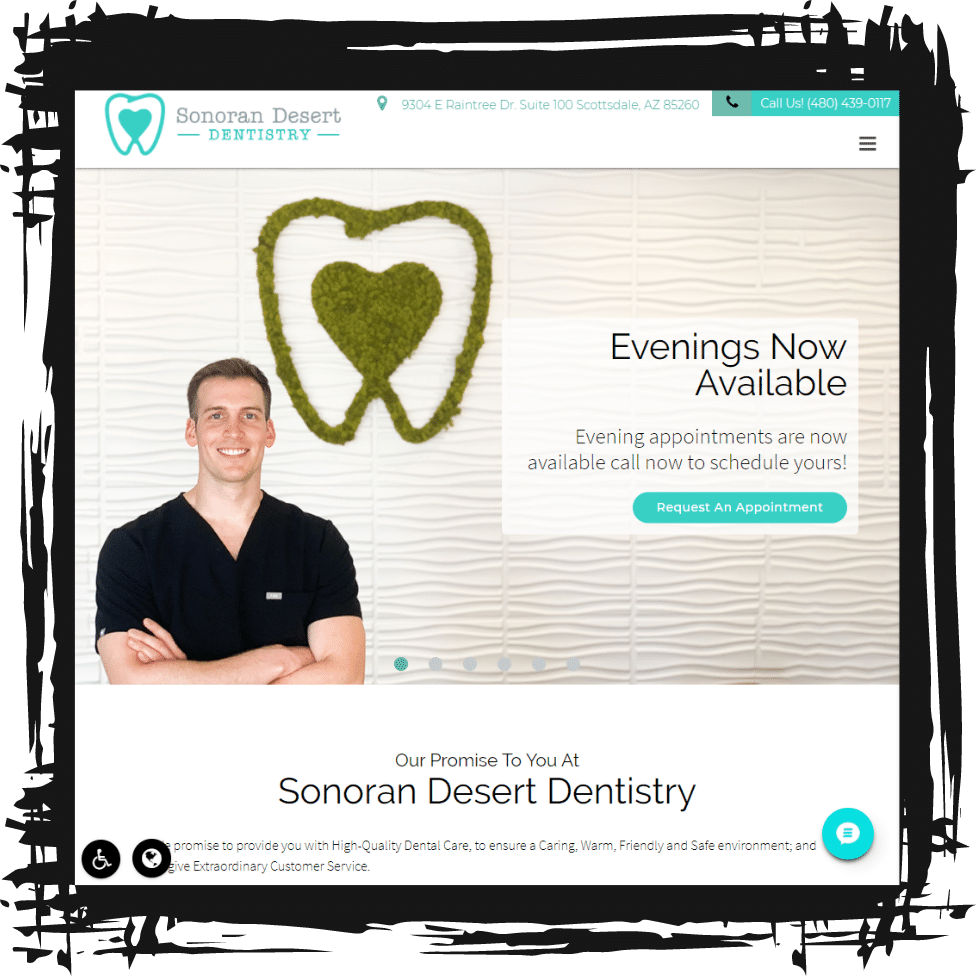 Sonoran Desert
DENTISTRY
9304 E Raintree Dr. Suite 100 Scottsdale, AZ 85260
Call Us! (480) 439-0117
Evenings Now
Available
Evening appointments are now
available call now to schedule yours!
Request An Appointment
Our Promise To You At
Sonoran Desert Dentistry
promise to provide you with High-Quality Dental Care, to ensure a Caring, Warm, Friendly and Safe environment; and
give Extraordinary Customer Service.